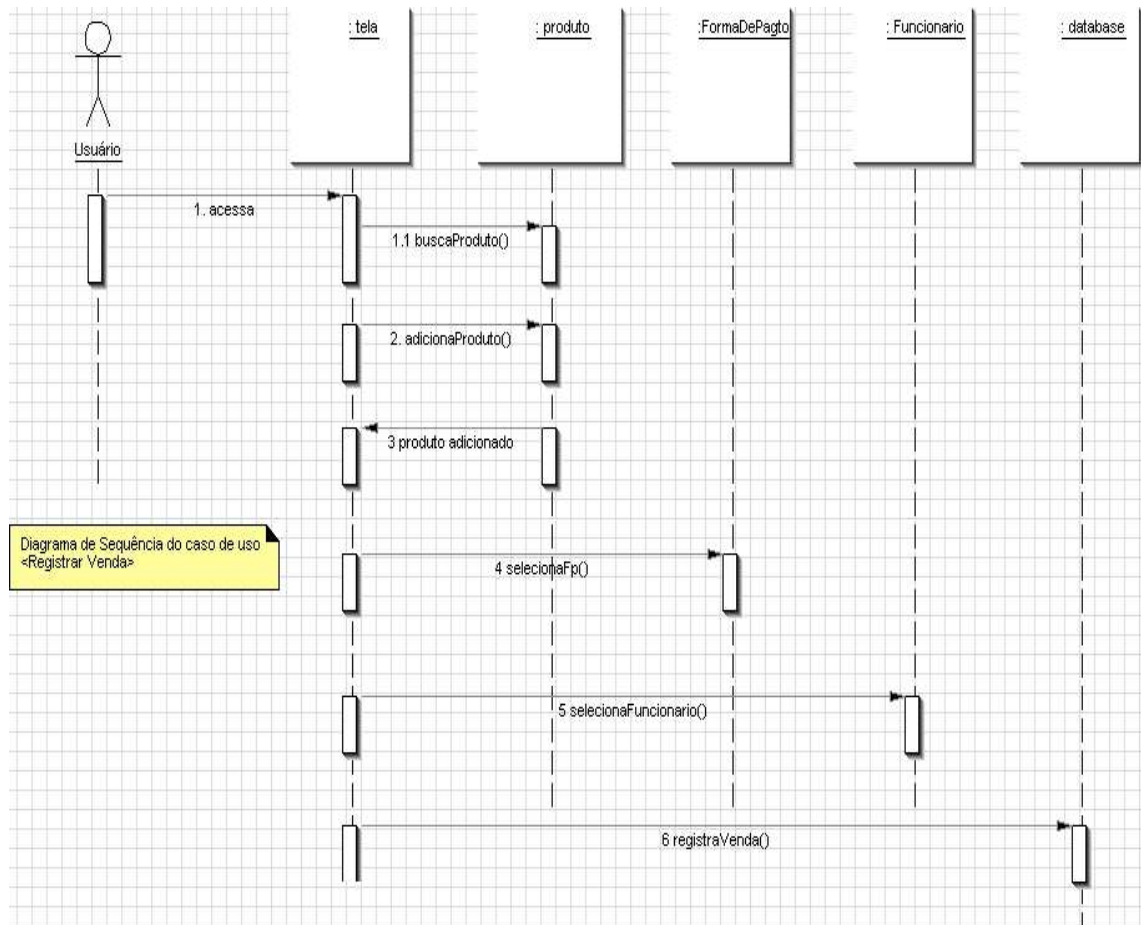 : tela
: produto
:FormaDePagto
: Funcionario
: database
Usuário
1. acessa
1.1 buscaProduto()
2. adicionaProduto()
3 produto adicionado
Diagrama de Sequência do caso de uso
<Registrar Venda>
4 selecionaFp()
5 selecionaFuncionario()
6 registraVenda()